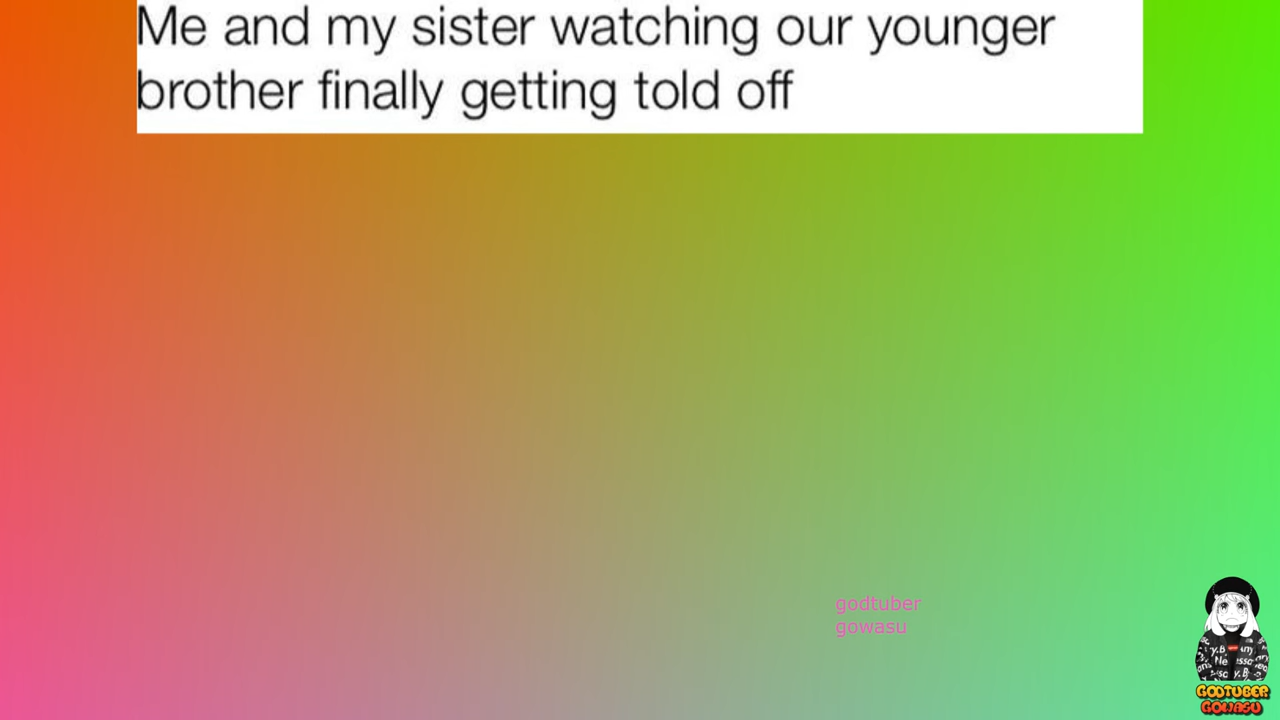 Me and my sister watching our younger
brother finally getting told off
godtuber
gowasu
GODTUBER
GOWASU